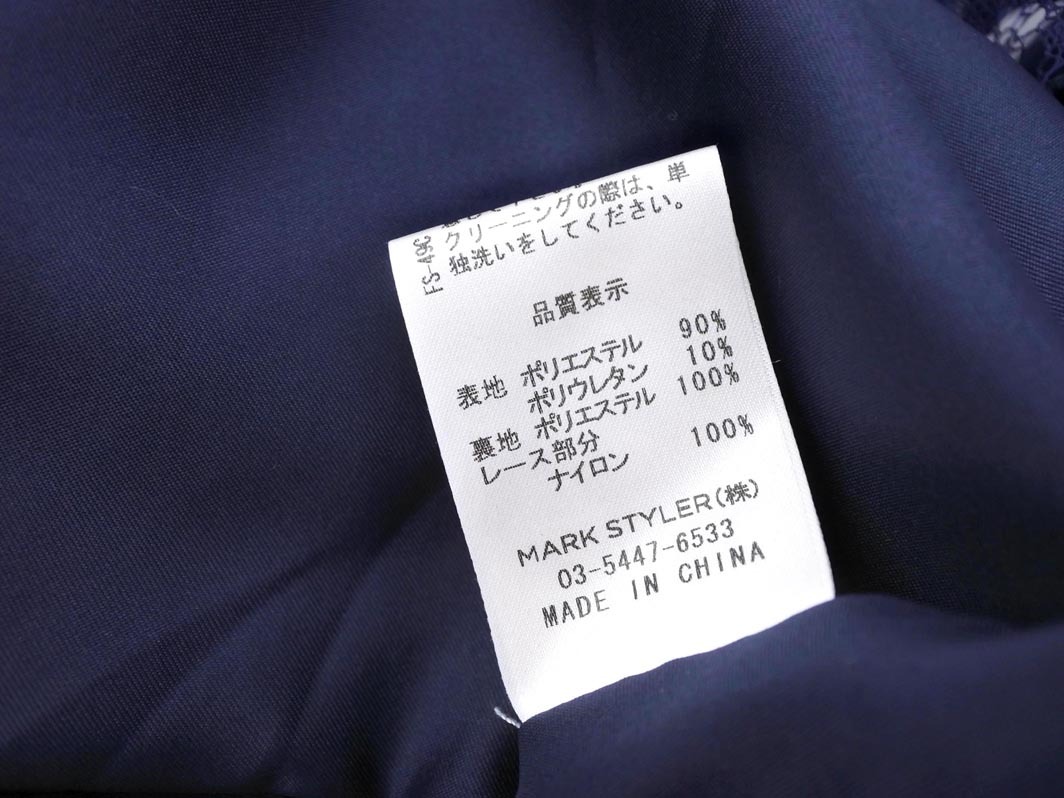 クリーニングの際は、単
独洗いをしてください。
FS-49C
品質表示
表地 ポリエステル 90%
ポリウレタン 10%
裏地 ポリエステル 100%
レース部分
ナイロン 100%
MARK STYLER(株)
03-5447-6533
MADE IN CHINA